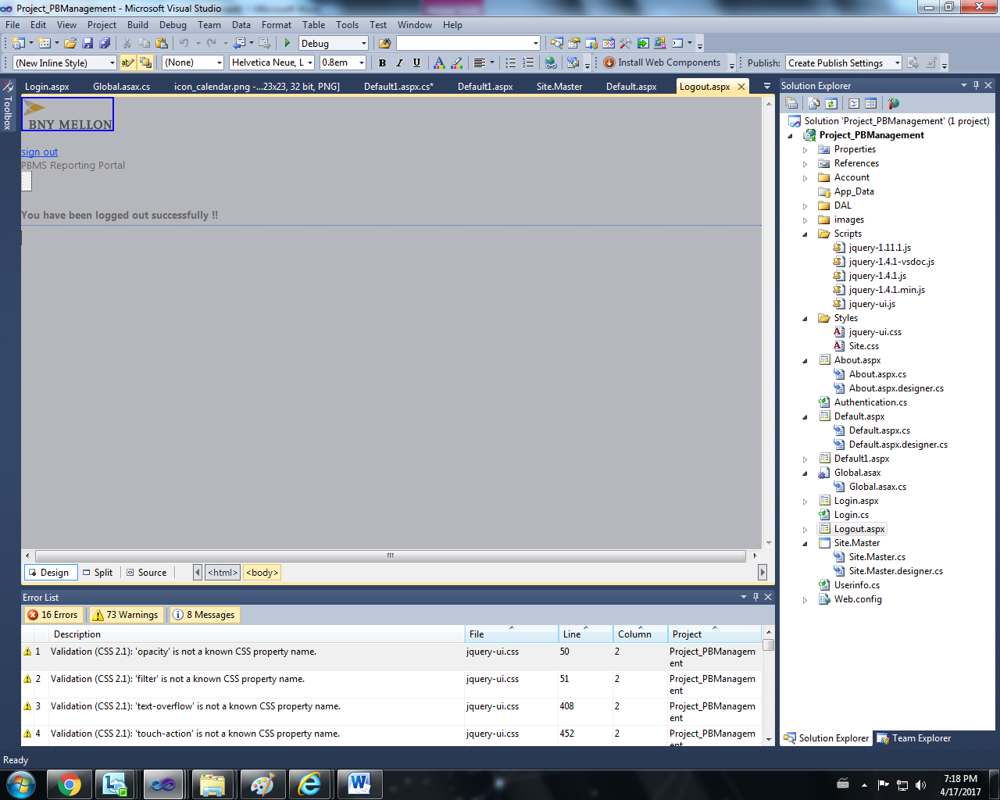 Project_PBManagement - Microsoft Visual Studio
File Edit View Project Build Debug Team Data Format Table Tools Test Window Help
Debug
(New Inline Style) (None) Helvetica Neue, L 0.8em B I U A Install Web Components Publish: Create Publish Settings
Toolbox
Login.aspx Global.asax.cs icon_calendar.png -...23x23, 32 bit, PNG] Default1.aspx.cs* Default1.aspx Site.Master Default.aspx Logout.aspx
BNY MELLON
sign out
PBMS Reporting Portal
You have been logged out successfully !!
Design Split Source <html> <body>
Error List
16 Errors 73 Warnings 8 Messages
Description File Line Column Project
1 Validation (CSS 2.1): 'opacity' is not a known CSS property name. jquery-ui.css 50 2 Project_PBManagem
ent
2 Validation (CSS 2.1): 'filter' is not a known CSS property name. jquery-ui.css 51 2 Project_PBManagem
ent
3 Validation (CSS 2.1): 'text-overflow' is not a known CSS property name. jquery-ui.css 408 2 Project_PBManagem
ent
4 Validation (CSS 2.1): 'touch-action' is not a known CSS property name. jquery-ui.css 452 2 Project_PBManagem
Solution Explorer
Solution 'Project_PBManagement' (1 project)
Project_PBManagement
Properties
References
Account
App_Data
DAL
images
Scripts
jquery-1.11.1.js
jquery-1.4.1-vsdoc.js
jquery-1.4.1.js
jquery-1.4.1.min.js
jquery-ui.js
Styles
jquery-ui.css
Site.css
About.aspx
About.aspx.cs
About.aspx.designer.cs
Authentication.cs
Default.aspx
Default.aspx.cs
Default.aspx.designer.cs
Default1.aspx
Global.asax
Global.asax.cs
Login.aspx
Login.cs
Logout.aspx
Site.Master
Site.Master.cs
Site.Master.designer.cs
Userinfo.cs
Web.config
Solution Explorer Team Explorer
Ready
7:18 PM
4/17/2017